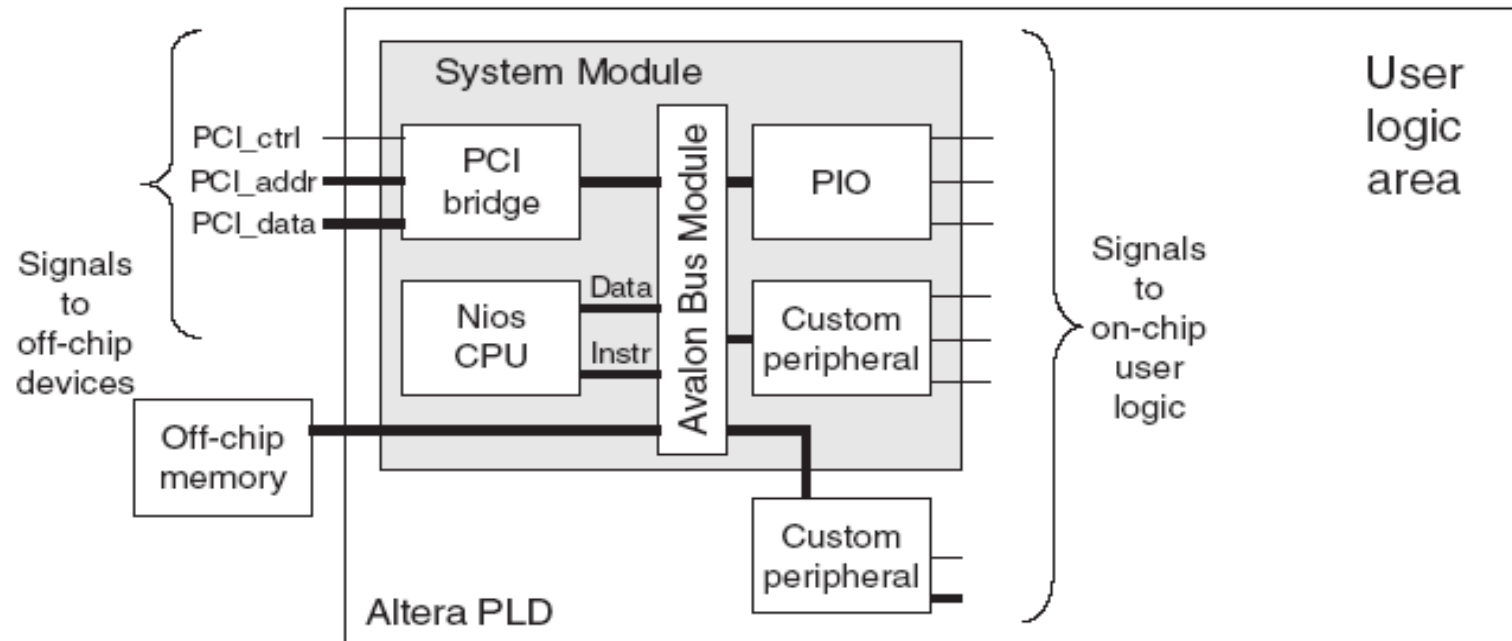 System Module
User
logic
area
PCI_ctrl
PCI_addr
PCI_data
PCI
bridge
Avalon Bus Module
PIO
Signals
to
off-chip
devices
Nios
CPU
Data
Instr
Custom
peripheral
Signals
to
on-chip
user
logic
Off-chip
memory
Custom
peripheral
Altera PLD